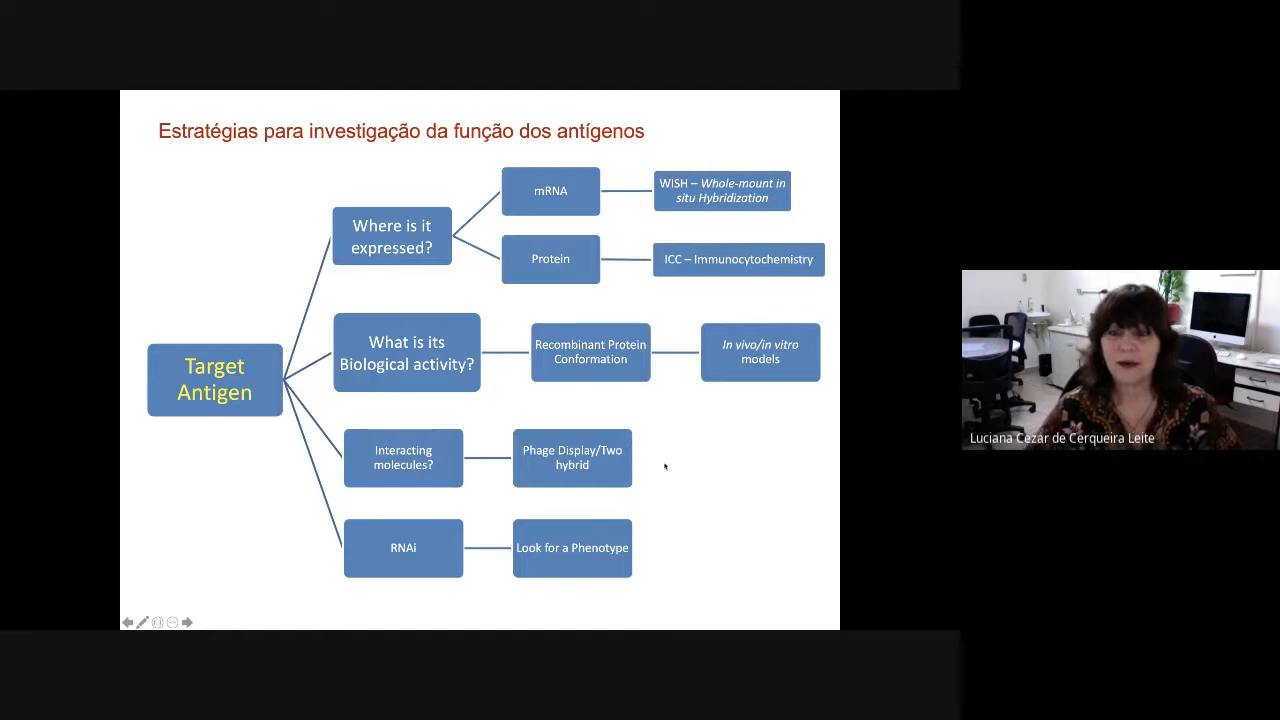 Estratégias para investigação da função dos antígenos
mRNA
WISH – Whole-mount in
situ Hybridization
Where is it
expressed?
Protein
ICC – Immunocytochemistry
What is its
Biological activity?
Recombinant Protein
Conformation
In vivo/in vitro
models
Target
Antigen
Interacting
molecules?
Phage Display/Two
hybrid
RNAi
Look for a Phenotype
Luciana Cezar de Cerqueira Leite